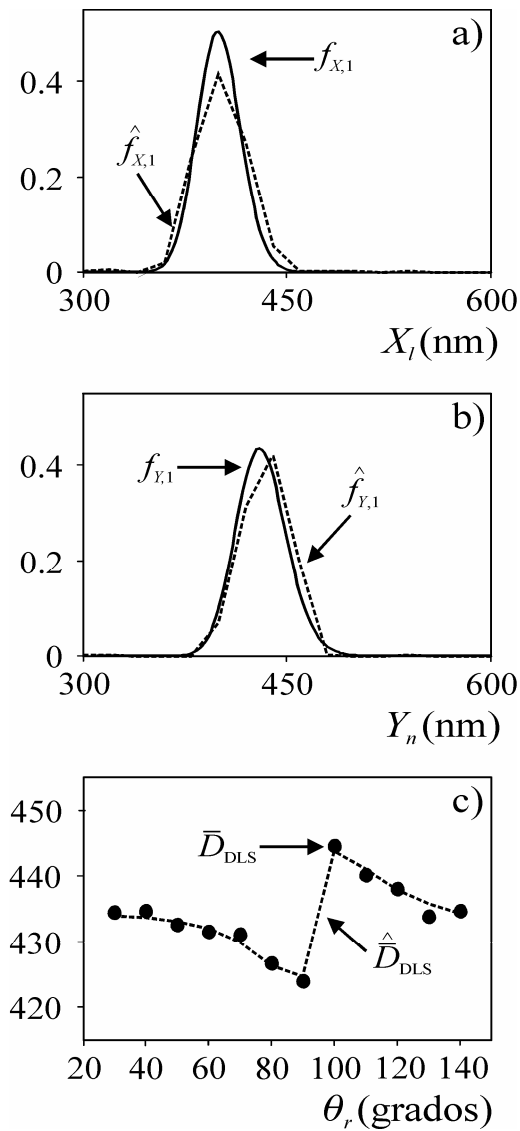 a)
f_{X,1}
0.4
\hat{f}_{X,1}
0.2
0
300 450 600
X_l (nm)
b)
f_{Y,1}
0.4
\hat{f}_{Y,1}
0.2
0
300 450 600
Y_n (nm)
c)
450
\bar{D}_{DLS}
440
\hat{\bar{D}}_{DLS}
430
420
20 40 60 80 100 120 140
θ_r (grados)